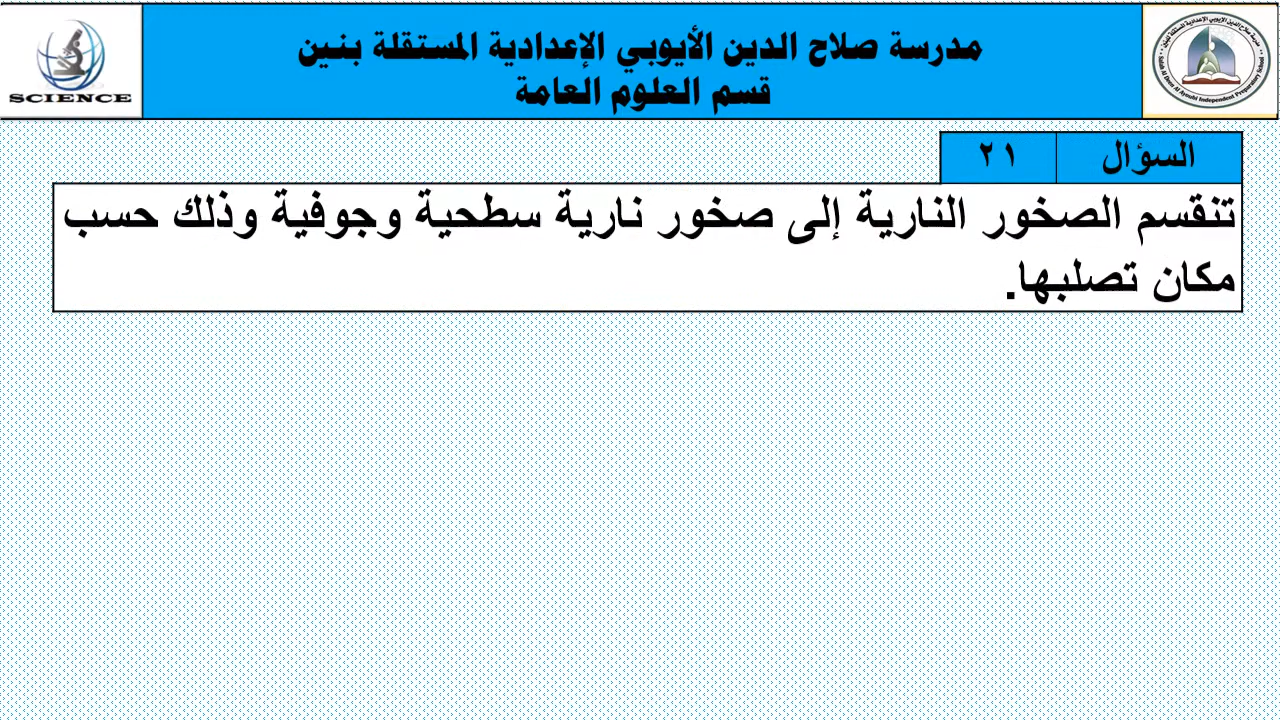 مدرسة صلاح الدين الأيوبي الإعدادية المستقلة بنين
قسم العلوم العامة
SCIENCE
السؤال ٢١
تنقسم الصخور النارية إلى صخور نارية سطحية وجوفية وذلك حسب
مكان تصلبها.